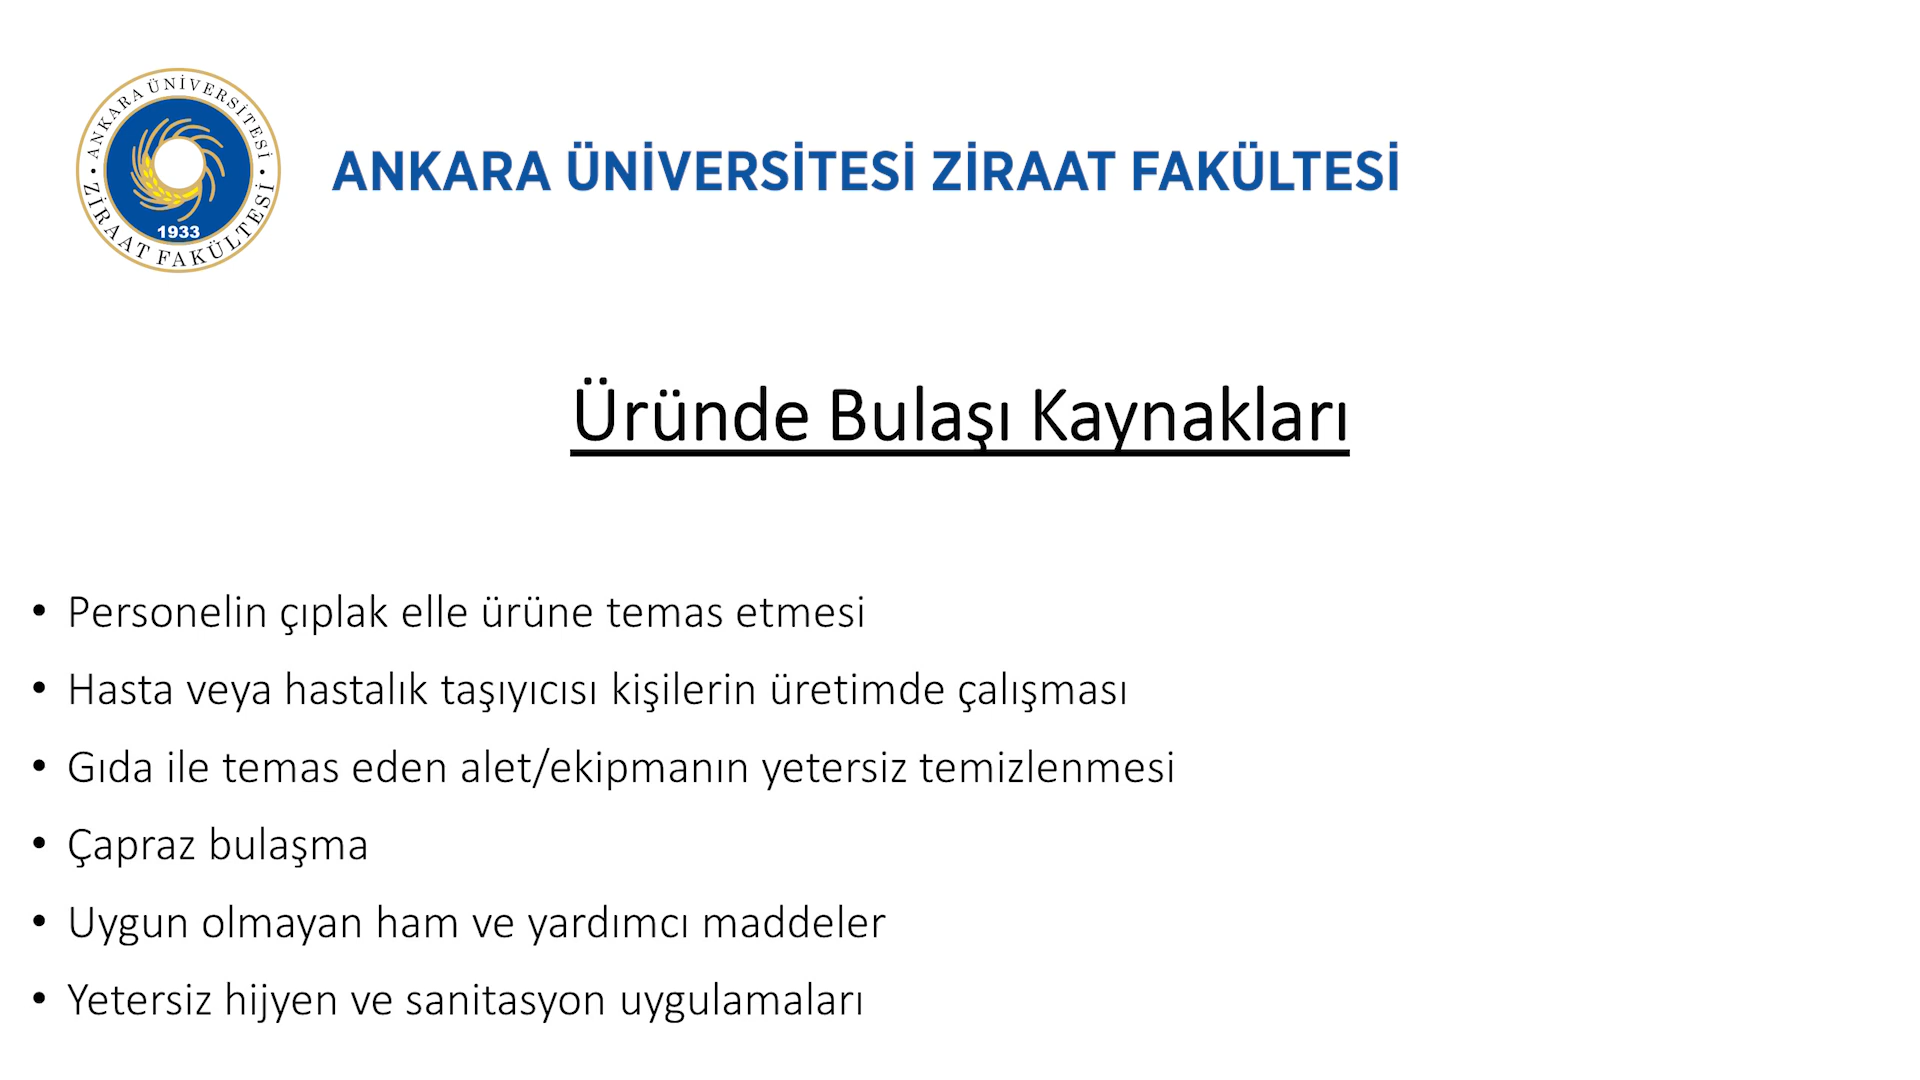 ANKARA ÜNİVERSİTESİ
ZİRAAT FAKÜLTESİ
1933
ANKARA ÜNİVERSİTESİ ZİRAAT FAKÜLTESİ
Üründe Bulaşı Kaynakları
• Personelin çıplak elle ürüne temas etmesi
• Hasta veya hastalık taşıyıcısı kişilerin üretimde çalışması
• Gıda ile temas eden alet/ekipmanın yetersiz temizlenmesi
• Çapraz bulaşma
• Uygun olmayan ham ve yardımcı maddeler
• Yetersiz hijyen ve sanitasyon uygulamaları